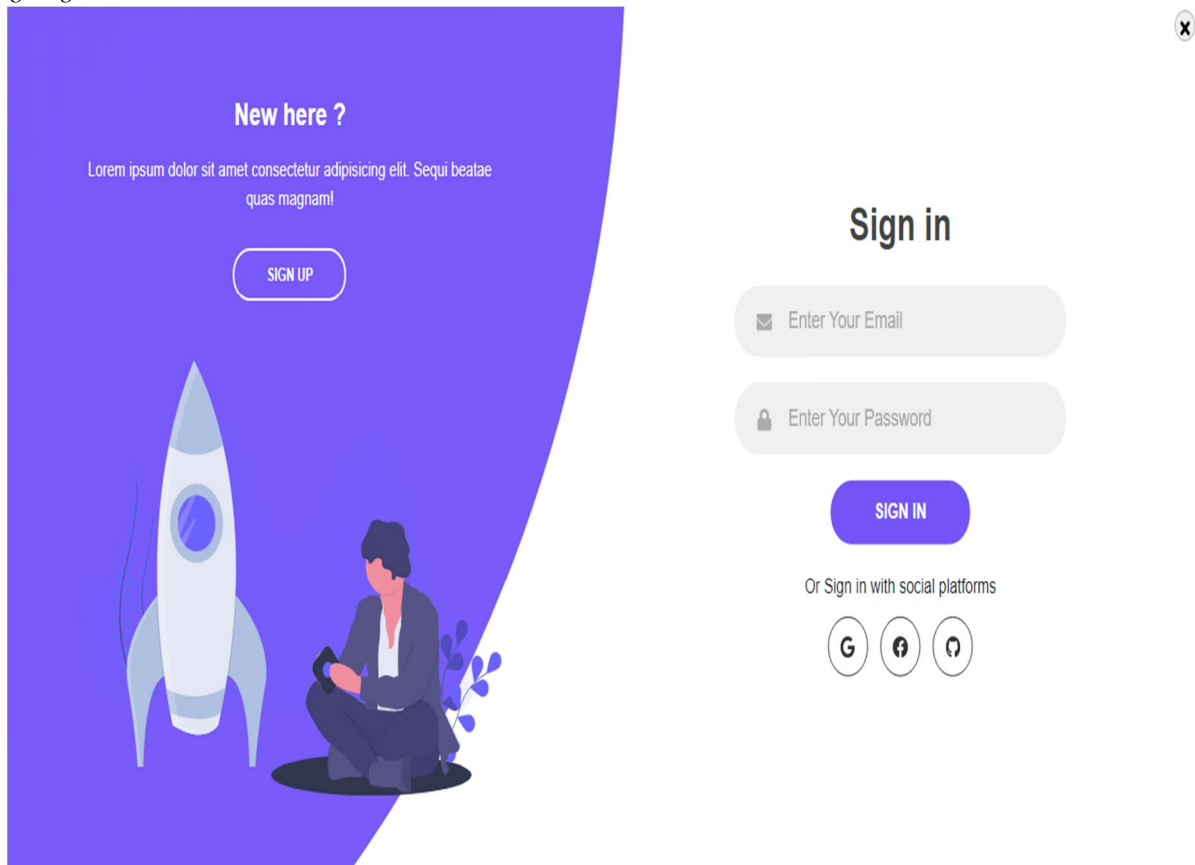 New here ?
Lorem ipsum dolor sit amet consectetur adipisicing elit. Sequi beatae
quas magnam!
SIGN UP
Sign in
Enter Your Email
Enter Your Password
SIGN IN
Or Sign in with social platforms